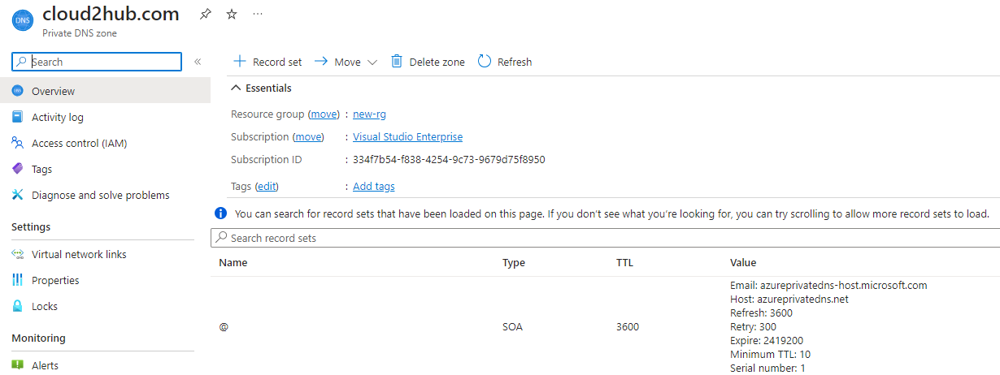 DNS
cloud2hub.com
Private DNS zone
Search
Overview
Activity log
Access control (IAM)
Tags
Diagnose and solve problems
Settings
Virtual network links
Properties
Locks
Monitoring
Alerts
+ Record set → Move Delete zone Refresh
Essentials
Resource group (move) : new-rg
Subscription (move) : Visual Studio Enterprise
Subscription ID : 334f7b54-f838-4254-9c73-9679d75f8950
Tags (edit) : Add tags
You can search for record sets that have been loaded on this page. If you don't see what you're looking for, you can try scrolling to allow more record sets to load.
Search record sets
Name Type TTL Value
@ SOA 3600
Email: azureprivatedns-host.microsoft.com
Host: azureprivatedns.net
Refresh: 3600
Retry: 300
Expire: 2419200
Minimum TTL: 10
Serial number: 1